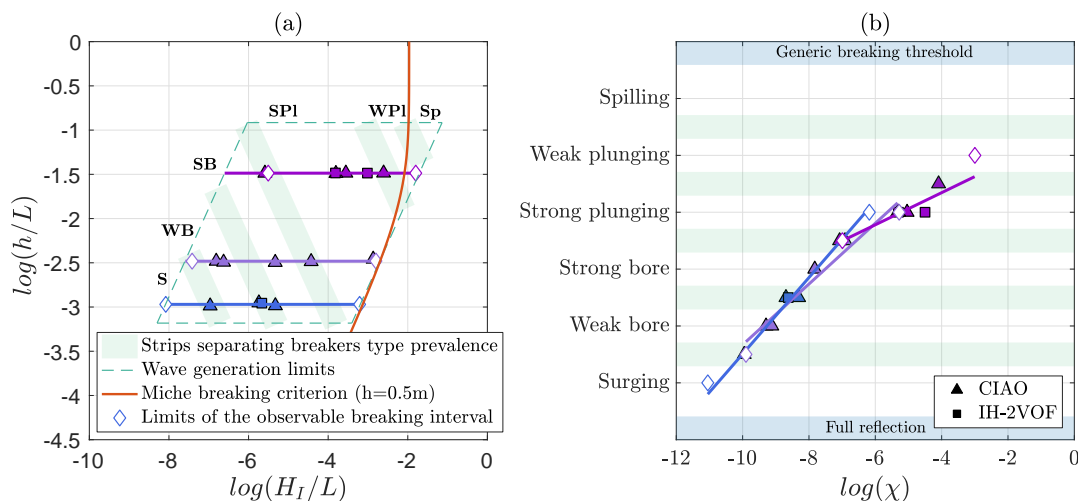 (a)
log(h/L)
0
-0.5
-1
-1.5
-2
-2.5
-3
-3.5
-4
-4.5
SPl
WPl
Sp
SB
WB
S
Strips separating breakers type prevalence
Wave generation limits
Miche breaking criterion (h=0.5m)
Limits of the observable breaking interval
-10
-8
-6
-4
-2
0
log(H_I/L)
(b)
Generic breaking threshold
Spilling
Weak plunging
Strong plunging
Strong bore
Weak bore
Surging
CIAO
IH-2VOF
Full reflection
-12
-10
-8
-6
-4
-2
0
log(χ)